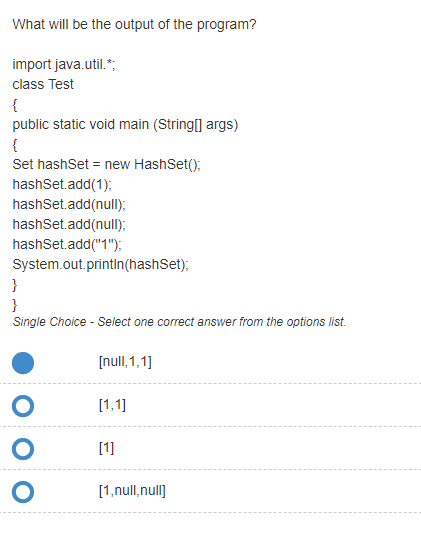 What will be the output of the program?
import java.util.*;
class Test
{
public static void main (String[] args)
{
Set hashSet = new HashSet();
hashSet.add(1);
hashSet.add(null);
hashSet.add(null);
hashSet.add("1");
System.out.println(hashSet);
}
}
Single Choice - Select one correct answer from the options list.
[null,1,1]
[1,1]
[1]
[1,null,null]